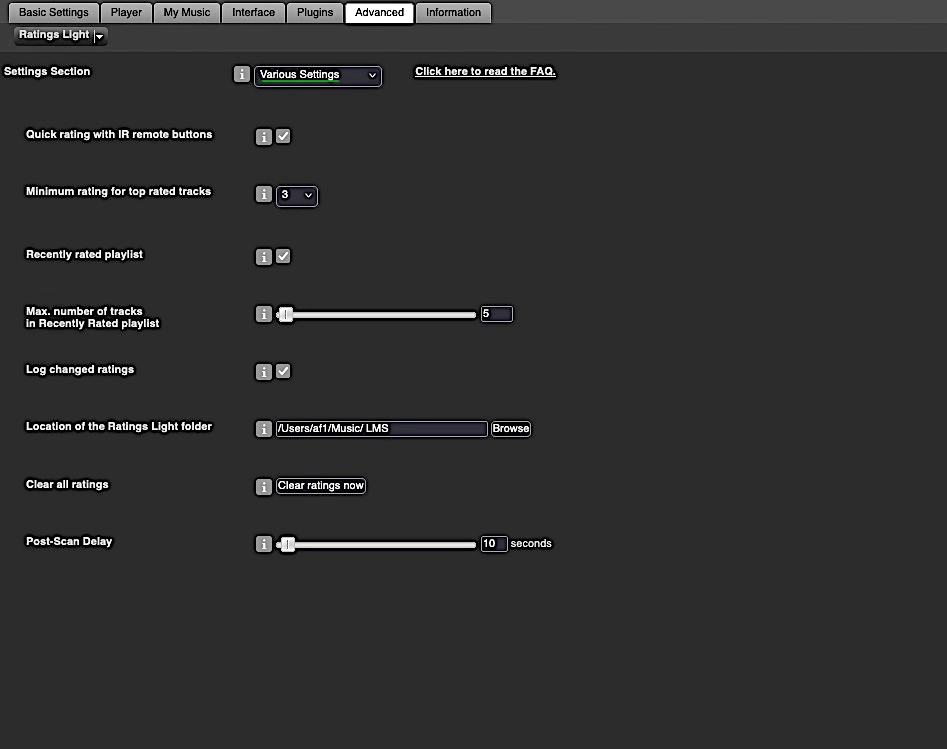 Basic Settings Player My Music Interface Plugins Advanced Information
Ratings Light
Settings Section Various Settings Click here to read the FAQ.
Quick rating with IR remote buttons
Minimum rating for top rated tracks 3
Recently rated playlist
Max. number of tracks
in Recently Rated playlist 5
Log changed ratings
Location of the Ratings Light folder /Users/af1/Music/ LMS Browse
Clear all ratings Clear ratings now
Post-Scan Delay 10 seconds